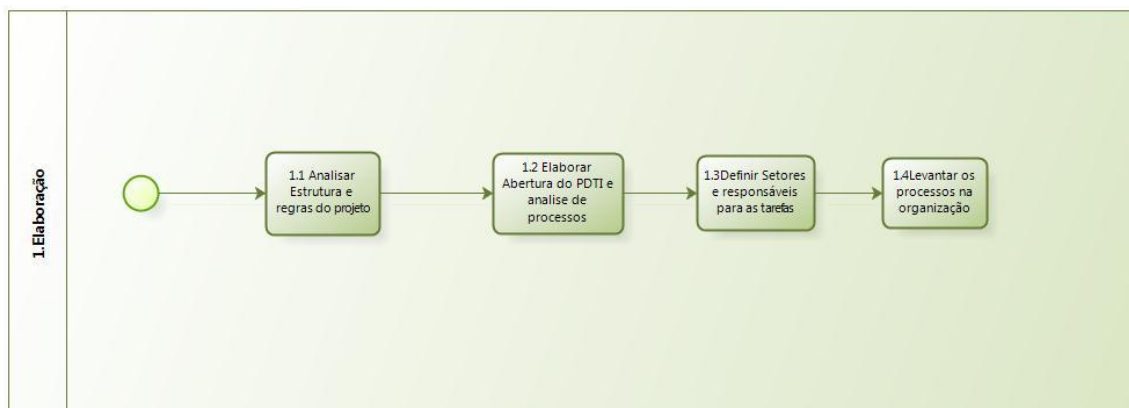 1.Elaboração
1.1 Analisar
Estrutura e
regras do projeto
1.2 Elaborar
Abertura do PDTI e
analise de
processos
1.3Definir Setores
e responsáveis
para as tarefas
1.4Levantar os
processos na
organização